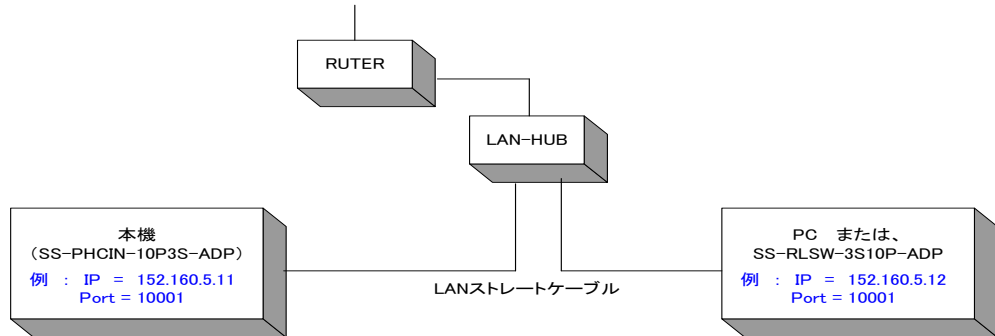 RUTER
LAN-HUB
本機
(SS-PHCIN-10P3S-ADP)
例 : IP = 152.160.5.11
Port = 10001
LANストレートケーブル
PC または、
SS-RLSW-3S10P-ADP
例 : IP = 152.160.5.12
Port = 10001